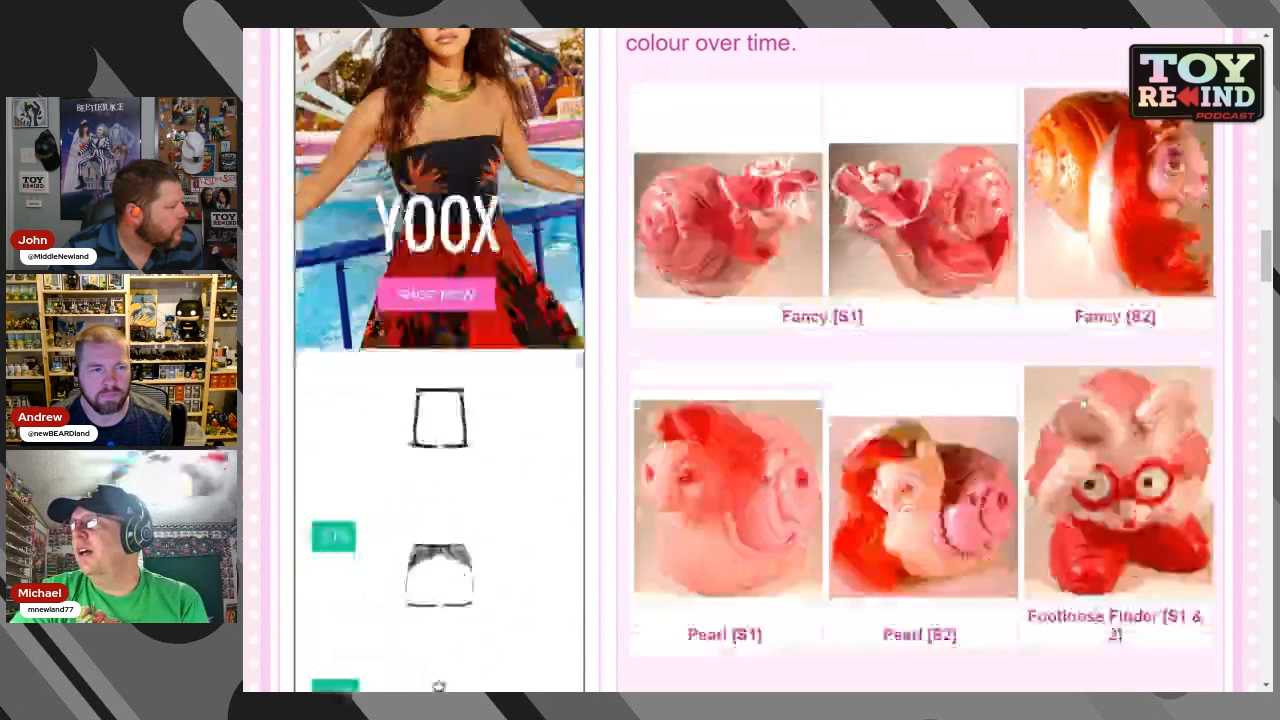 BEETLEJUICE
TOY
REWIND
TOY
John
@MiddleNewland
Andrew
@newBEARDland
Michael
mnewland77
YOOX
colour over time.
TOY
REWIND
PODCAST
Fancy [S1]
Fancy [S2]
Pearl [S1]
Pearl [S2]
Footloose Finder [S1 &
2]